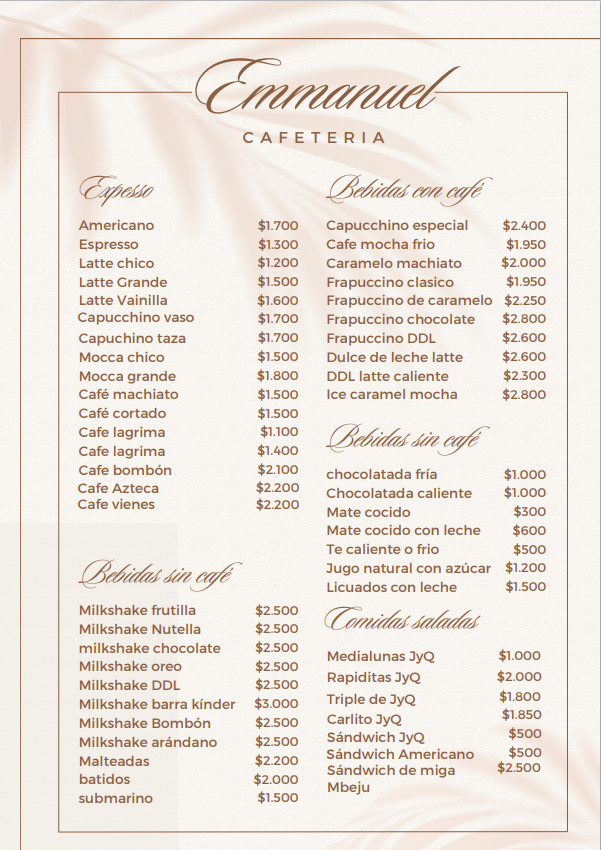 Emmanuel
CAFETERIA
Expesso
Americano $1.700
Espresso $1.300
Latte chico $1.200
Latte Grande $1.500
Latte Vainilla $1.600
Capucchino vaso $1.700
Capuchino taza $1.700
Mocca chico $1.500
Mocca grande $1.800
Café machiato $1.500
Café cortado $1.500
Cafe lagrima $1.100
Cafe lagrima $1.400
Cafe bombón $2.100
Cafe Azteca $2.200
Cafe vienes $2.200
Bebidas sin café
Milkshake frutilla $2.500
Milkshake Nutella $2.500
milkshake chocolate $2.500
Milkshake oreo $2.500
Milkshake DDL $2.500
Milkshake barra kínder $3.000
Milkshake Bombón $2.500
Milkshake arándano $2.500
Malteadas $2.200
batidos $2.000
submarino $1.500
Bebidas con café
Capucchino especial $2.400
Cafe mocha frio $1.950
Caramelo machiato $2.000
Frapuccino clasico $1.950
Frapuccino de caramelo $2.250
Frapuccino chocolate $2.800
Frapuccino DDL $2.600
Dulce de leche latte $2.600
DDL latte caliente $2.300
Ice caramel mocha $2.800
Bebidas sin café
chocolatada fría $1.000
Chocolatada caliente $1.000
Mate cocido $300
Mate cocido con leche $600
Te caliente o frio $500
Jugo natural con azúcar $1.200
Licuados con leche $1.500
Comidas saladas
Medialunas JyQ $1.000
Rapiditas JyQ $2.000
Triple de JyQ $1.800
Carlito JyQ $1.850
Sándwich JyQ $500
Sándwich Americano $500
Sándwich de miga $2.500
Mbeju